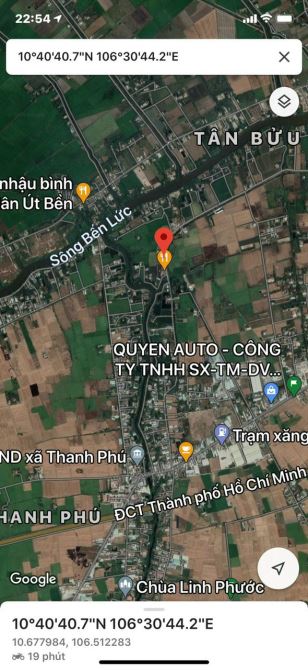 22:54
10°40'40.7"N 106°30'44.2"E
TÂN BỬU
nhậu bình
ân Út Bền
Sông Bến Lức
QUYEN AUTO - CÔNG
TY TNHH SX-TM-DV...
Trạm xăng
ND xã Thanh Phú
HANH PHÚ
ĐCT Thành phố Hồ Chí Minh
Google
Chùa Linh Phước
10°40'40.7"N 106°30'44.2"E
10.677984, 106.512283
19 phút